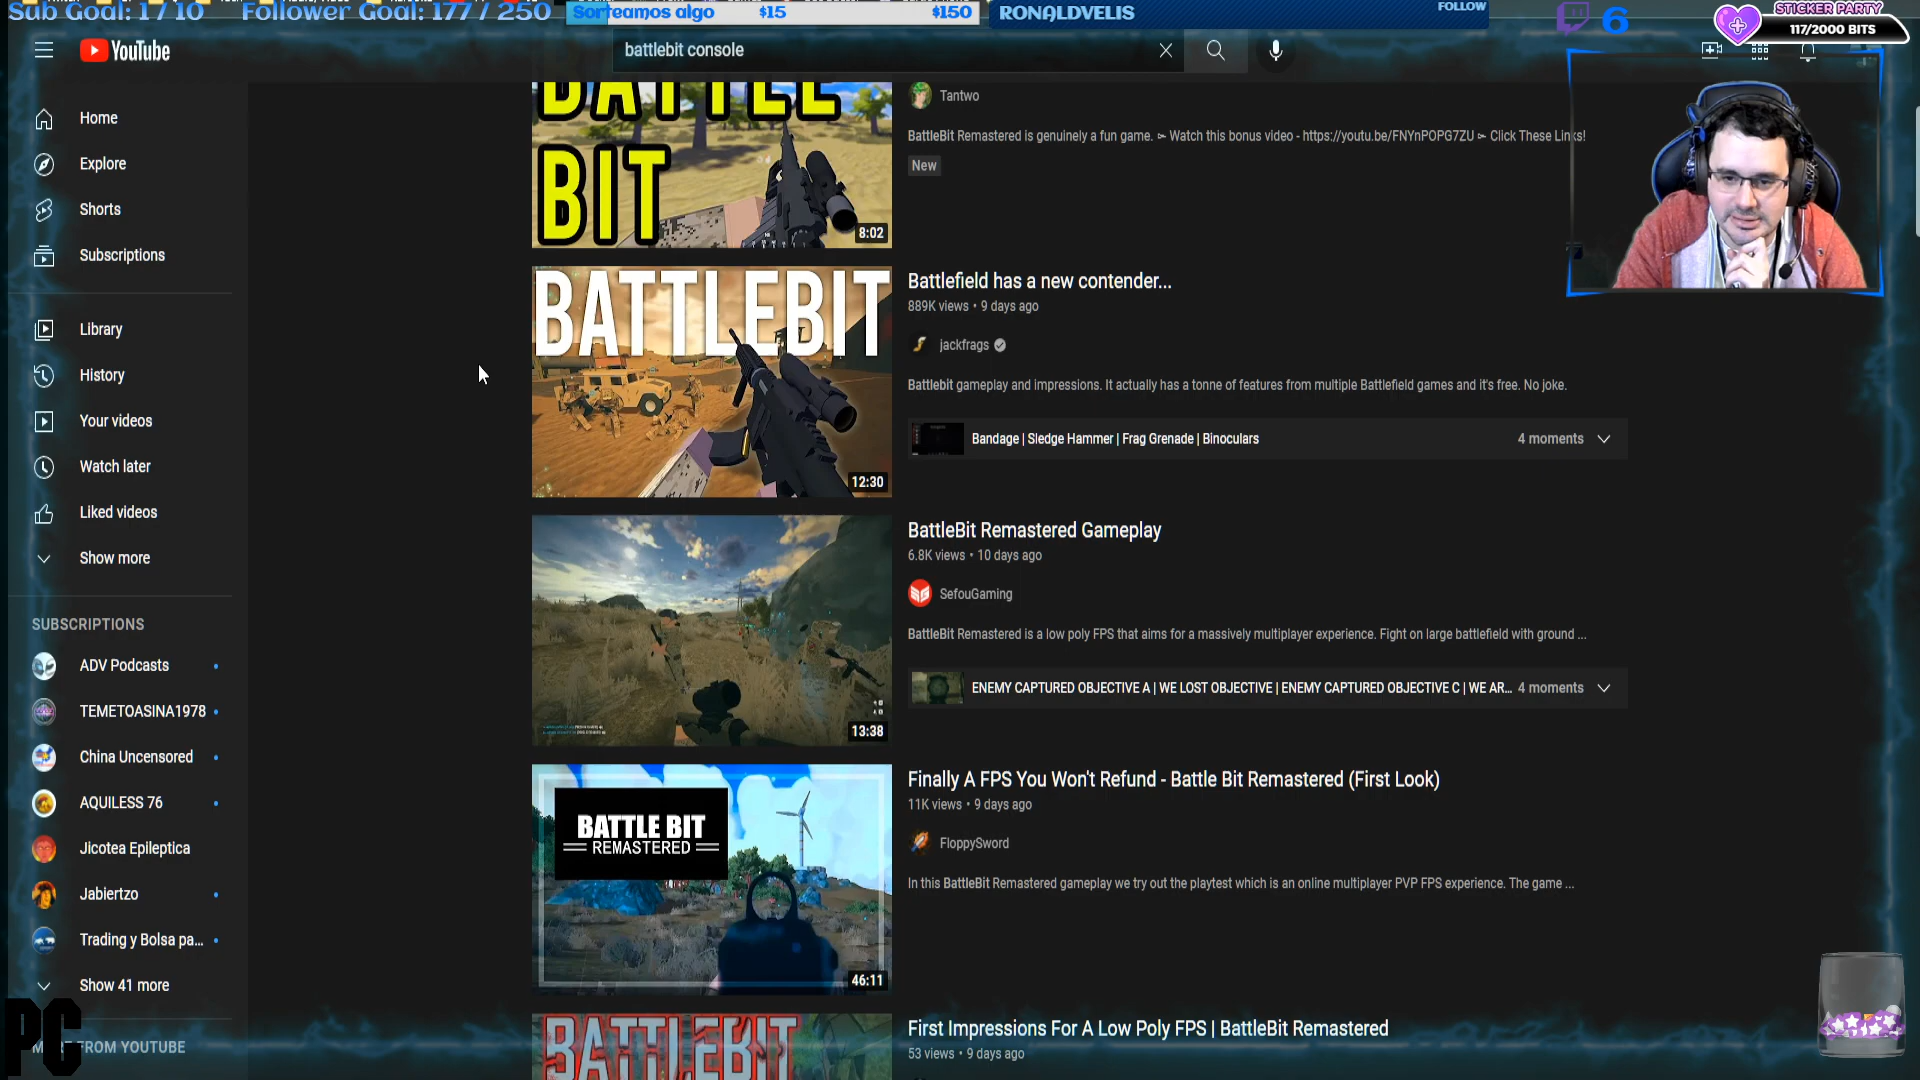 Sub Goal: 1 / 10
Follower Goal: 177 / 250
Sorteamos algo
$15
$150
RONALDVELIS
FOLLOW
6
STICKER PARTY
117/2000 BITS
YouTube
battlebit console
Home
Explore
Shorts
Subscriptions
Library
History
Your videos
Watch later
Liked videos
Show more
SUBSCRIPTIONS
ADV Podcasts
TEMETOASINA1978
China Uncensored
AQUILESS 76
Jicotea Epileptica
Jabiertzo
Trading y Bolsa pa...
Show 41 more
FROM YOUTUBE
PC
BATTLE
BIT
8:02
Tantwo
BattleBit Remastered is genuinely a fun game. ⊳ Watch this bonus video - https://youtu.be/FNYnPOPG7ZU ⊳ Click These Links!
New
BATTLEBIT
12:30
Battlefield has a new contender...
889K views • 9 days ago
jackfrags
Battlebit gameplay and impressions. It actually has a tonne of features from multiple Battlefield games and it's free. No joke.
Bandage | Sledge Hammer | Frag Grenade | Binoculars
4 moments
13:38
BattleBit Remastered Gameplay
6.8K views • 10 days ago
SefouGaming
BattleBit Remastered is a low poly FPS that aims for a massively multiplayer experience. Fight on large battlefield with ground ...
ENEMY CAPTURED OBJECTIVE A | WE LOST OBJECTIVE | ENEMY CAPTURED OBJECTIVE C | WE AR...
4 moments
BATTLE BIT
REMASTERED
46:11
Finally A FPS You Won't Refund - Battle Bit Remastered (First Look)
11K views • 9 days ago
FloppySword
In this BattleBit Remastered gameplay we try out the playtest which is an online multiplayer PVP FPS experience. The game ...
BATTLEBIT
First Impressions For A Low Poly FPS | BattleBit Remastered
53 views • 9 days ago